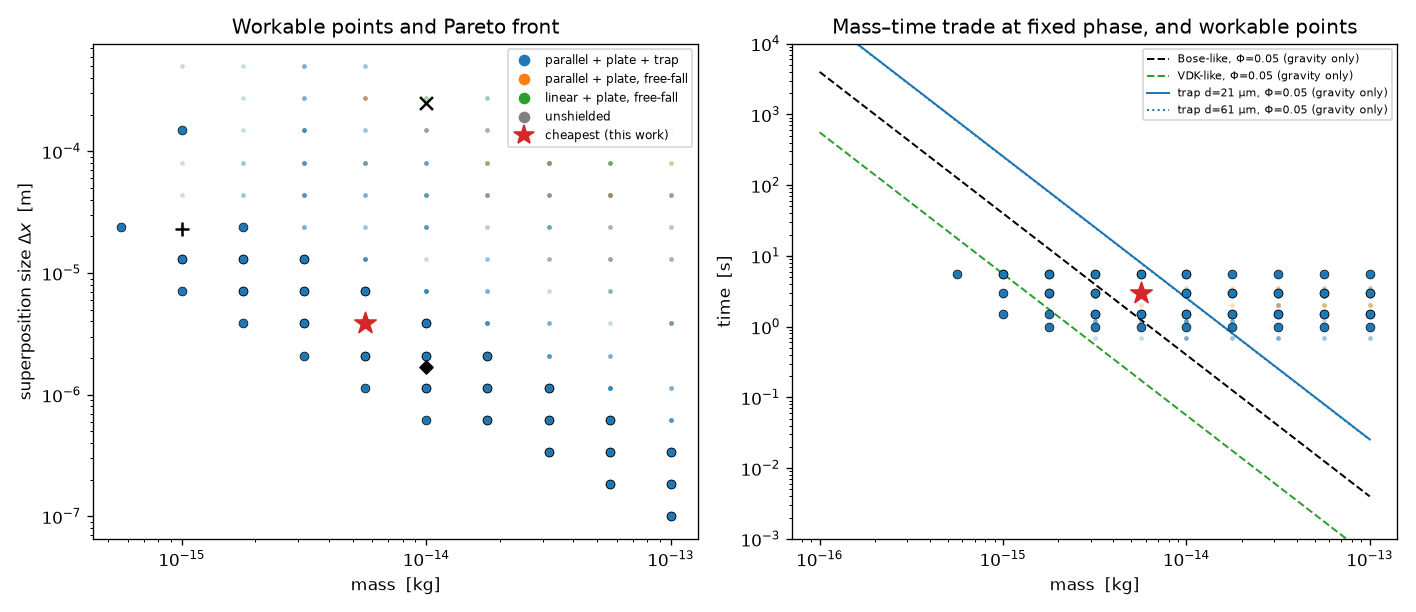 Workable points and Pareto front
superposition size Δx [m]
10⁻⁴
10⁻⁵
10⁻⁶
10⁻⁷
parallel + plate + trap
parallel + plate, free-fall
linear + plate, free-fall
unshielded
cheapest (this work)
10⁻¹⁵
10⁻¹⁴
10⁻¹³
mass [kg]
Mass–time trade at fixed phase, and workable points
time [s]
10⁴
10³
10²
10¹
10⁰
10⁻¹
10⁻²
10⁻³
Bose-like, Φ=0.05 (gravity only)
VDK-like, Φ=0.05 (gravity only)
trap d=21 μm, Φ=0.05 (gravity only)
trap d=61 μm, Φ=0.05 (gravity only)
10⁻¹⁶
10⁻¹⁵
10⁻¹⁴
10⁻¹³
mass [kg]